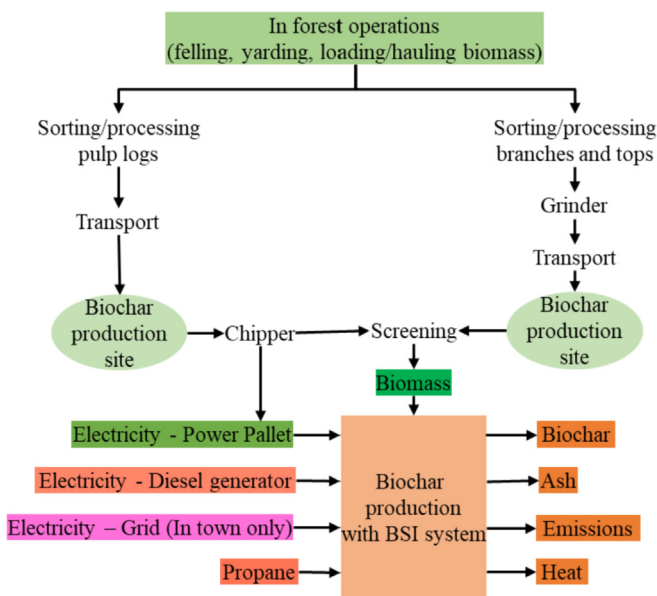 In forest operations
(felling, yarding, loading/hauling biomass)
Sorting/processing
pulp logs
Sorting/processing
branches and tops
Transport
Grinder
Transport
Biochar
production
site
Chipper
Screening
Biochar
production
site
Biomass
Electricity - Power Pallet
Electricity - Diesel generator
Electricity – Grid (In town only)
Propane
Biochar
production
with BSI system
Biochar
Ash
Emissions
Heat